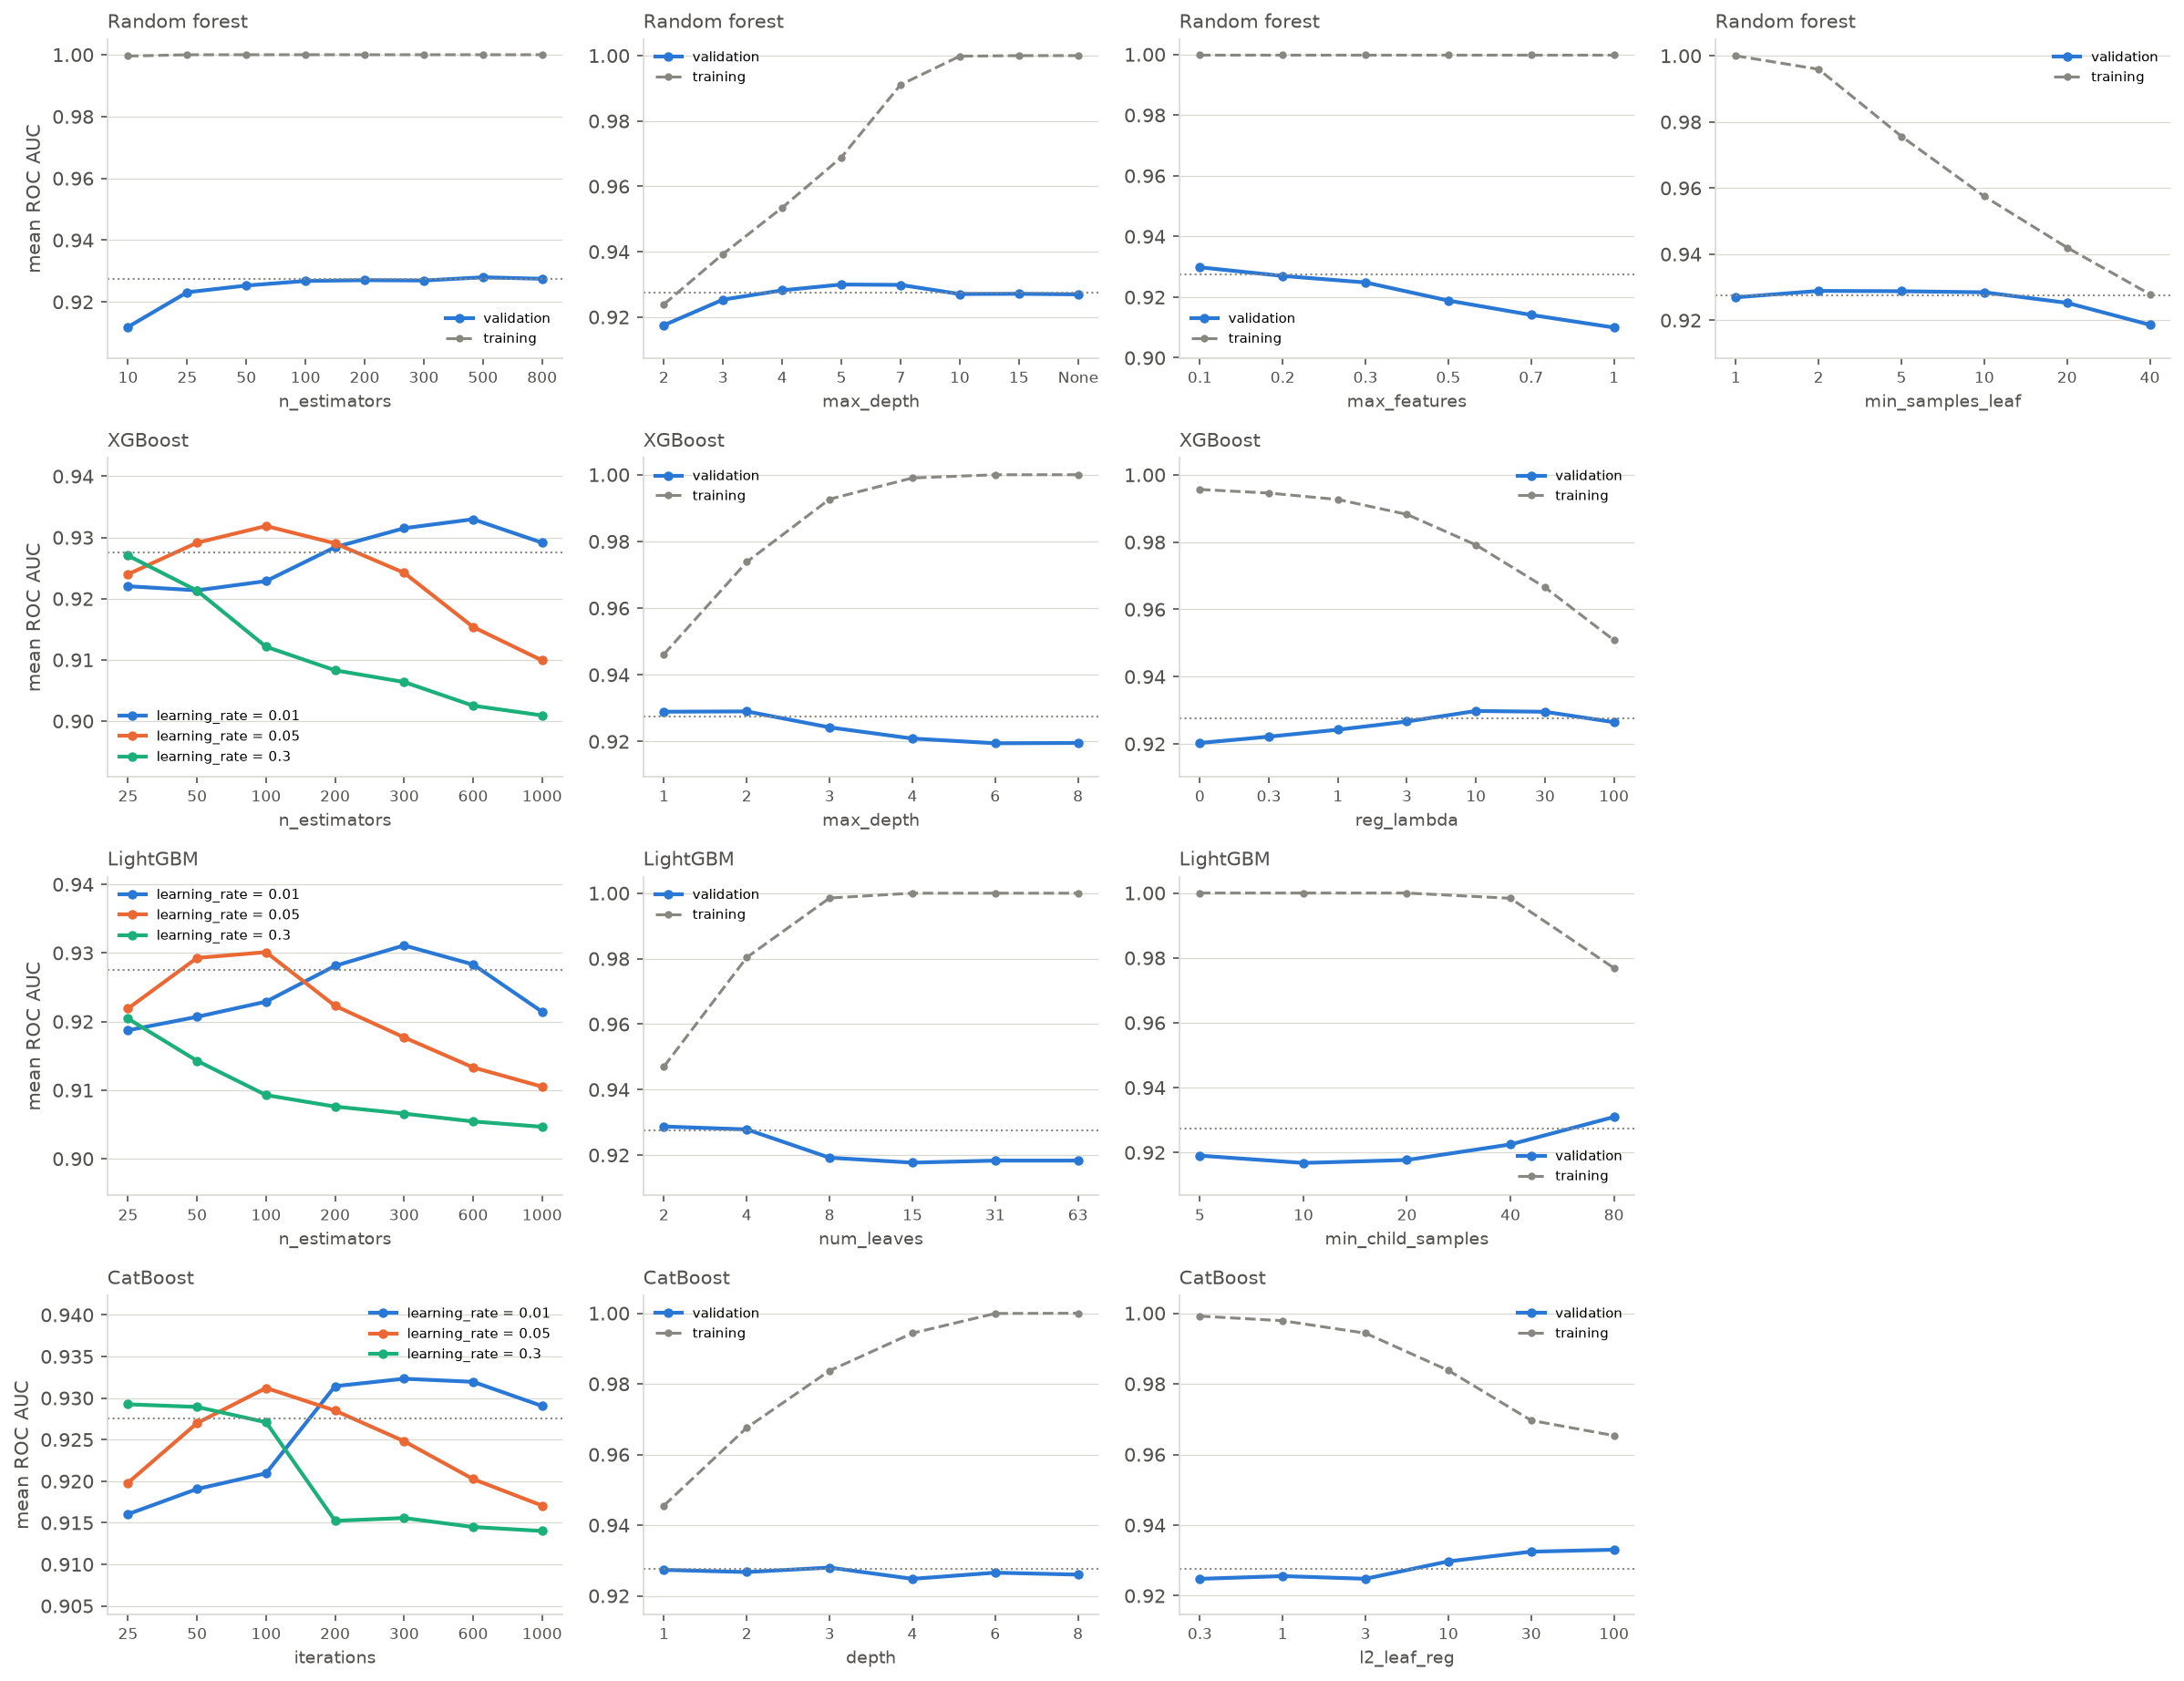 Random forest
1.00
0.98
0.96
0.94
0.92
mean ROC AUC
validation
training
10 25 50 100 200 300 500 800
n_estimators
Random forest
validation
training
1.00
0.98
0.96
0.94
0.92
2 3 4 5 7 10 15 None
max_depth
Random forest
1.00
0.98
0.96
0.94
0.92
0.90
validation
training
0.1 0.2 0.3 0.5 0.7 1
max_features
Random forest
validation
training
1.00
0.98
0.96
0.94
0.92
1 2 5 10 20 40
min_samples_leaf
XGBoost
0.94
0.93
0.92
0.91
0.90
mean ROC AUC
learning_rate = 0.01
learning_rate = 0.05
learning_rate = 0.3
25 50 100 200 300 600 1000
n_estimators
XGBoost
validation
training
1.00
0.98
0.96
0.94
0.92
1 2 3 4 6 8
max_depth
XGBoost
validation
training
1.00
0.98
0.96
0.94
0.92
0 0.3 1 3 10 30 100
reg_lambda
LightGBM
learning_rate = 0.01
learning_rate = 0.05
learning_rate = 0.3
0.94
0.93
0.92
0.91
0.90
mean ROC AUC
25 50 100 200 300 600 1000
n_estimators
LightGBM
validation
training
1.00
0.98
0.96
0.94
0.92
2 4 8 15 31 63
num_leaves
LightGBM
1.00
0.98
0.96
0.94
0.92
validation
training
5 10 20 40 80
min_child_samples
CatBoost
learning_rate = 0.01
learning_rate = 0.05
learning_rate = 0.3
0.940
0.935
0.930
0.925
0.920
0.915
0.910
0.905
mean ROC AUC
25 50 100 200 300 600 1000
iterations
CatBoost
validation
training
1.00
0.98
0.96
0.94
0.92
1 2 3 4 6 8
depth
CatBoost
validation
training
1.00
0.98
0.96
0.94
0.92
0.3 1 3 10 30 100
l2_leaf_reg